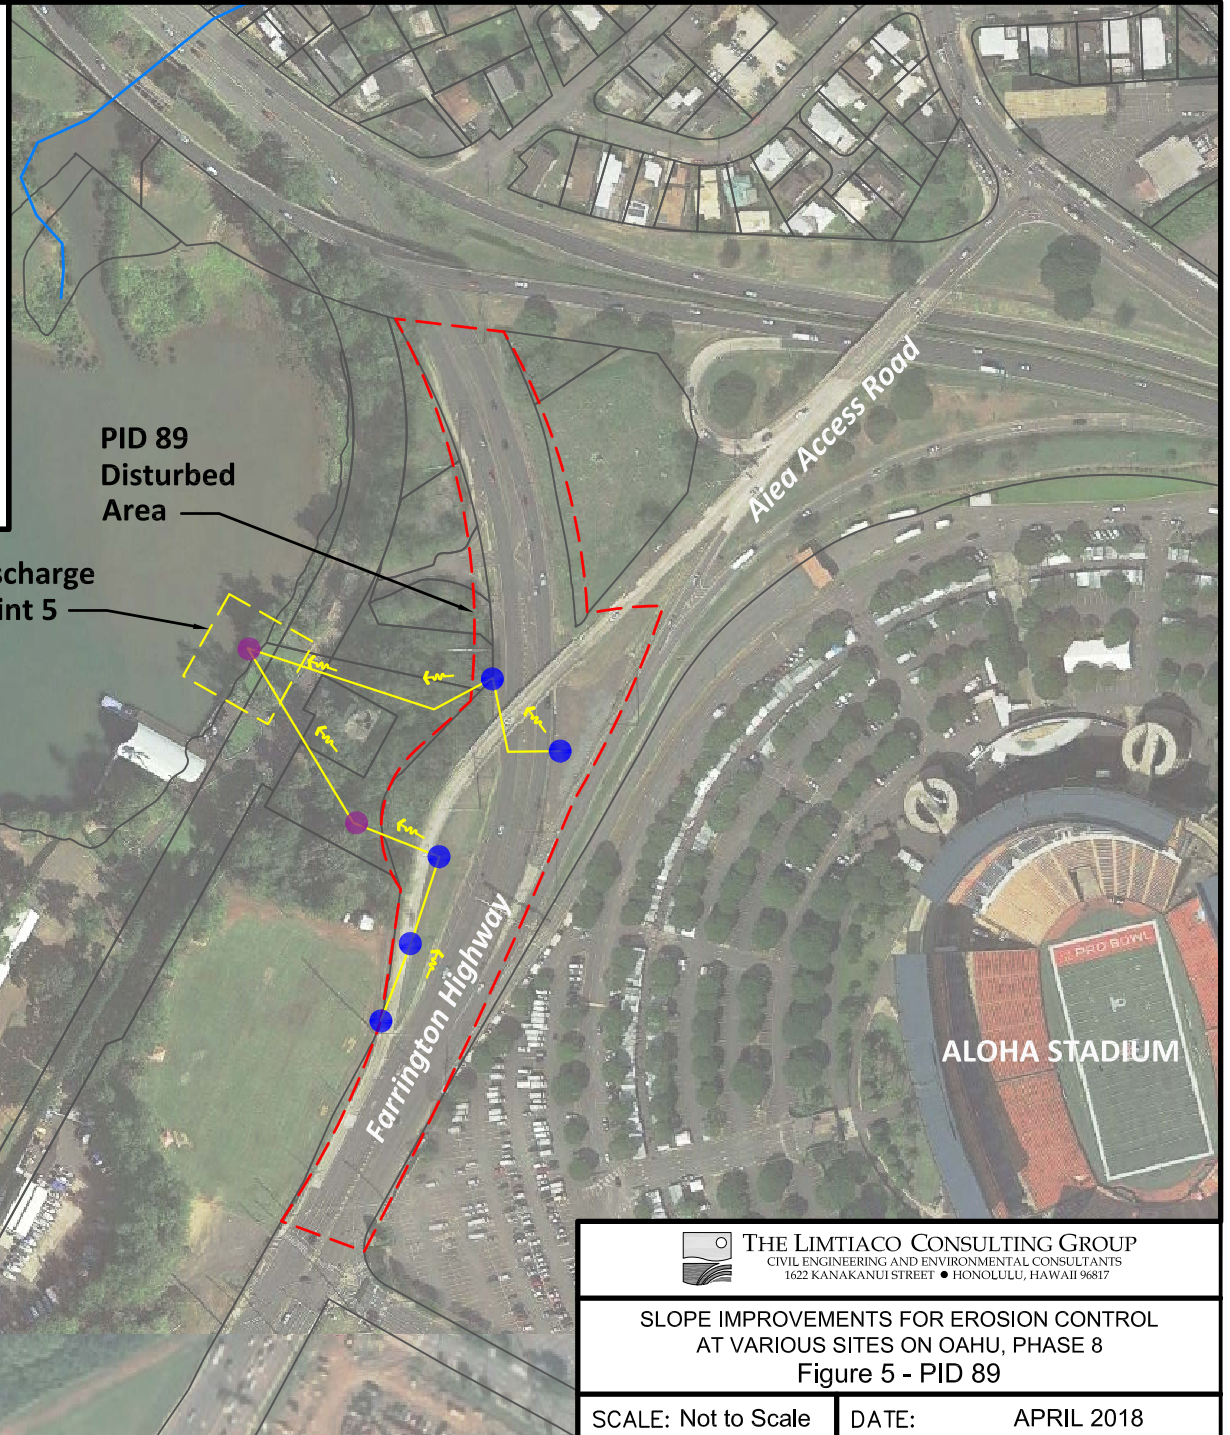 PID 89
Disturbed
Area
scharge
int 5
Aiea Access Road
Farrington Highway
PRO BOWL
ALOHA STADIUM
THE LIMTIACO CONSULTING GROUP
CIVIL ENGINEERING AND ENVIRONMENTAL CONSULTANTS
1622 KANAKANUI STREET ● HONOLULU, HAWAII 96817
SLOPE IMPROVEMENTS FOR EROSION CONTROL
AT VARIOUS SITES ON OAHU, PHASE 8
Figure 5 - PID 89
SCALE: Not to Scale
DATE: APRIL 2018